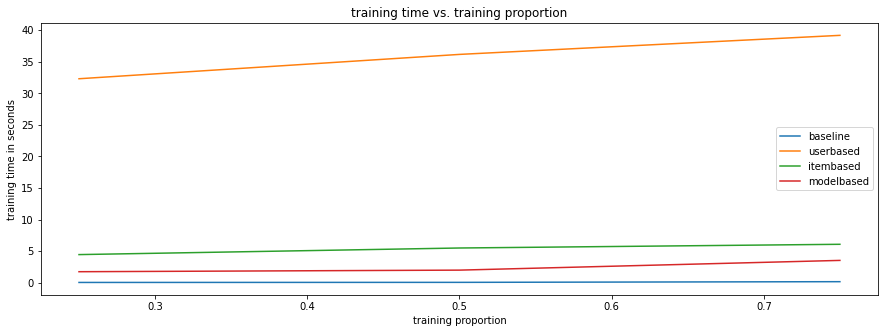 training time vs. training proportion
training time in seconds
40
35
30
25
20
15
10
5
0
baseline
userbased
itembased
modelbased
0.3
0.4
0.5
0.6
0.7
training proportion